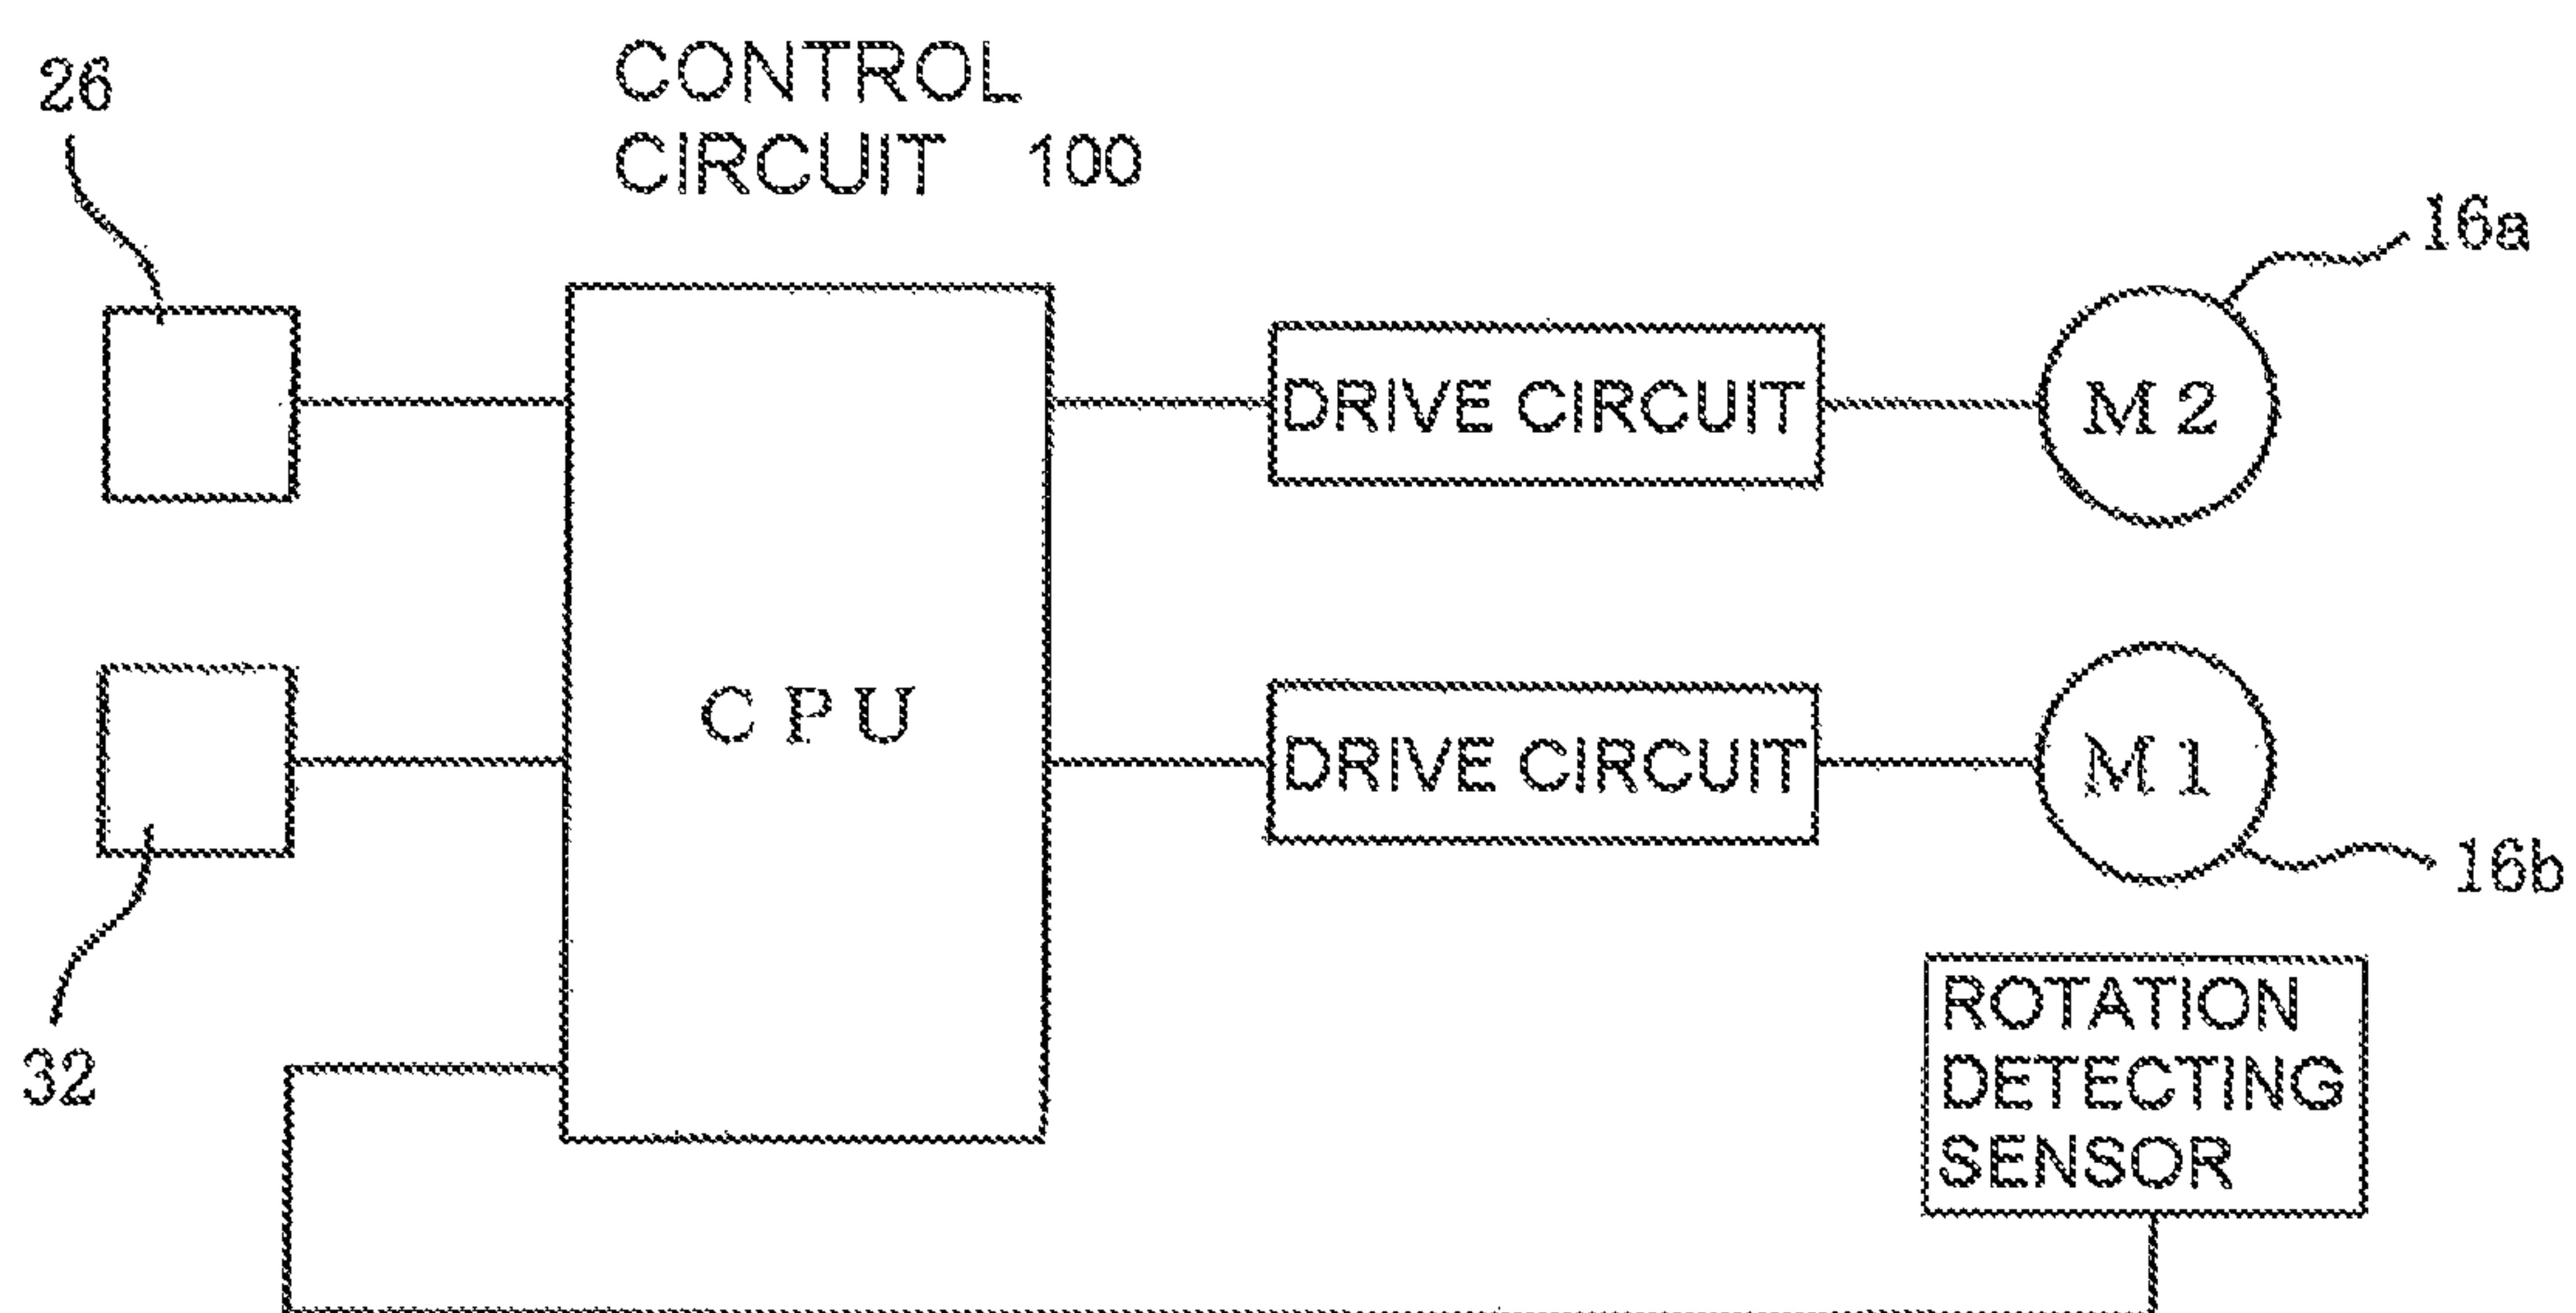 26
CONTROL
CIRCUIT 100
16a
DRIVE CIRCUIT
M2
CPU
DRIVE CIRCUIT
M1
16b
32
ROTATION
DETECTING
SENSOR